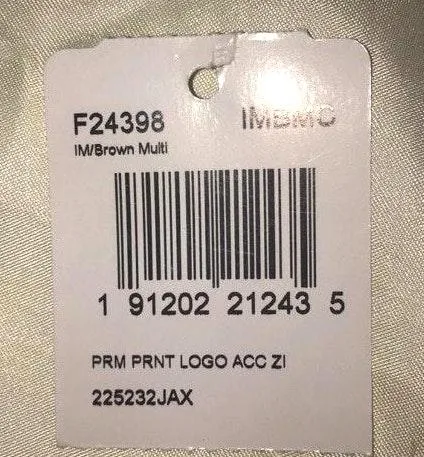 F24398 IMBMC
IM/Brown Multi
1 91202 21243 5
PRM PRNT LOGO ACC ZI
225232JAX